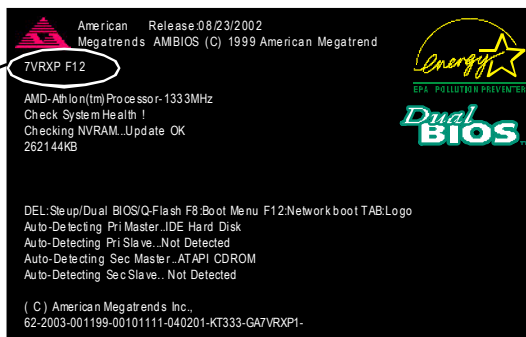 American Release:08/23/2002
Megatrends AMIBIOS (C) 1999 American Megatrend
7VRXP F12
energy
EPA POLLUTION PREVENTER
Dual
BIOS
AMD-Athlon(tm) Processor-1333MHz
Check System Health !
Checking NVRAM...Update OK
262144KB
DEL:Steup/Dual BIOS/Q-Flash F8:Boot Menu F12:Network boot TAB:Logo
Auto-Detecting Pri Master..IDE Hard Disk
Auto-Detecting Pri Slave...Not Detected
Auto-Detecting Sec Master..ATAPI CDROM
Auto-Detecting Sec Slave.. Not Detected
( C ) American Megatrends Inc.,
62-2003-001199-00101111-040201-KT333-GA7VRXP1-